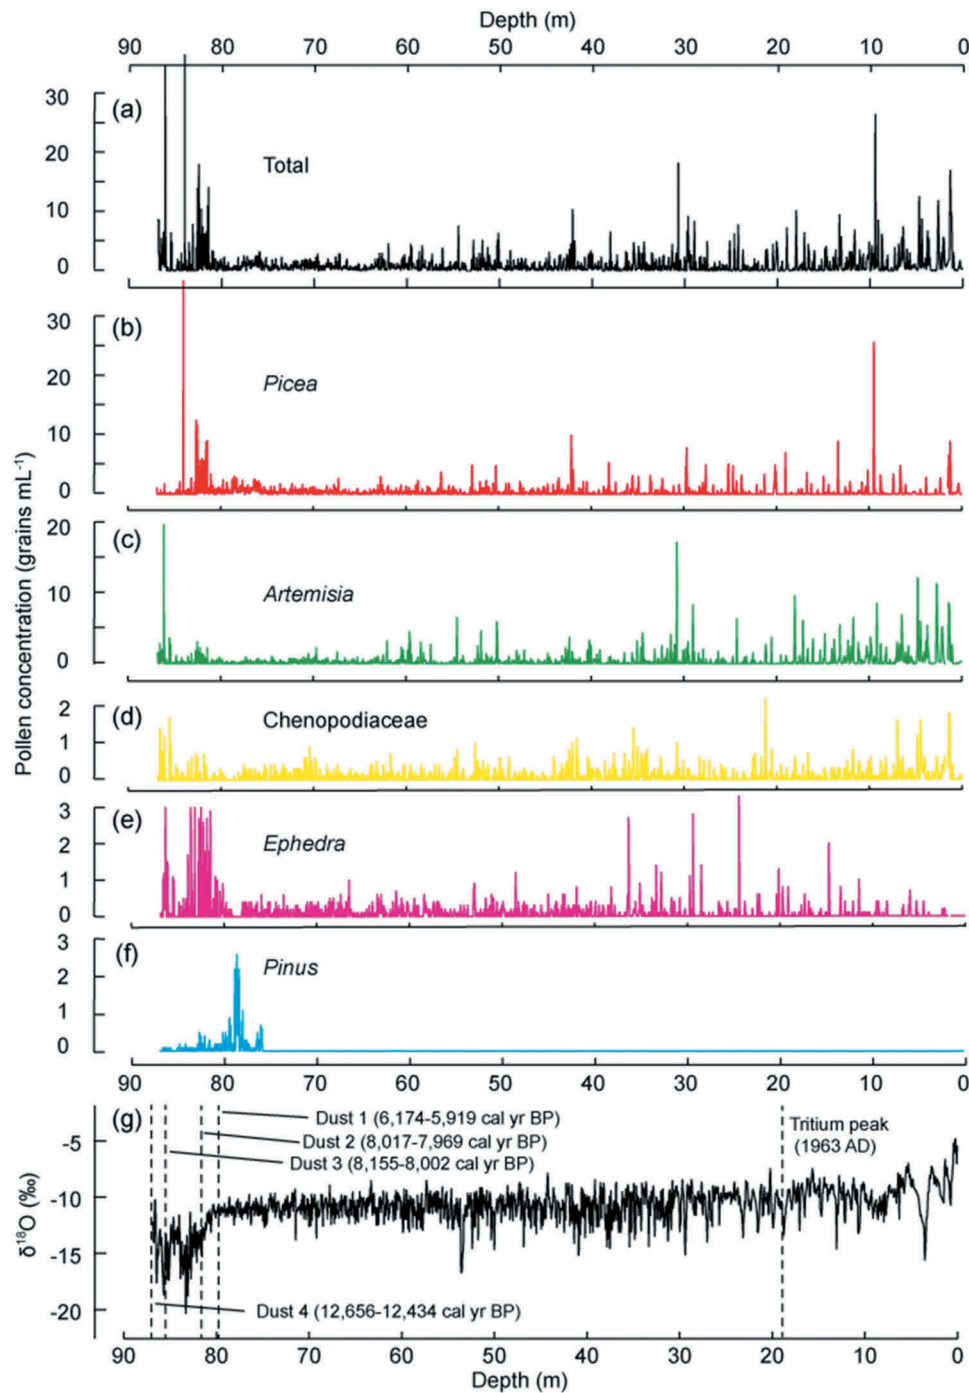 Depth (m)
90 80 70 60 50 40 30 20 10 0
(a)
30
Total
20
10
0
(b)
30
Picea
20
10
0
Pollen concentration (grains mL⁻¹)
(c)
20
Artemisia
10
0
(d)
Chenopodiaceae
2
1
0
(e)
3
Ephedra
2
1
0
(f)
3
Pinus
2
1
0
90 80 70 60 50 40 30 20 10 0
(g)
Dust 1 (6,174-5,919 cal yr BP)
Dust 2 (8,017-7,969 cal yr BP)
Dust 3 (8,155-8,002 cal yr BP)
Tritium peak
(1963 AD)
δ¹⁸O (‰)
-5
-10
-15
-20
Dust 4 (12,656-12,434 cal yr BP)
90 80 70 60 50 40 30 20 10 0
Depth (m)